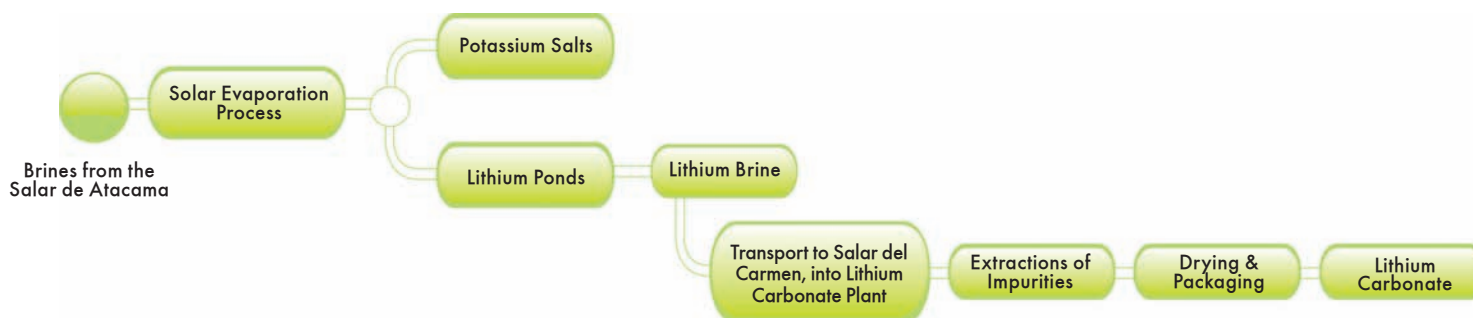 Brines from the
Salar de Atacama
Solar Evaporation
Process
Potassium Salts
Lithium Ponds
Lithium Brine
Transport to Salar del
Carmen, into Lithium
Carbonate Plant
Extractions of
Impurities
Drying &
Packaging
Lithium
Carbonate